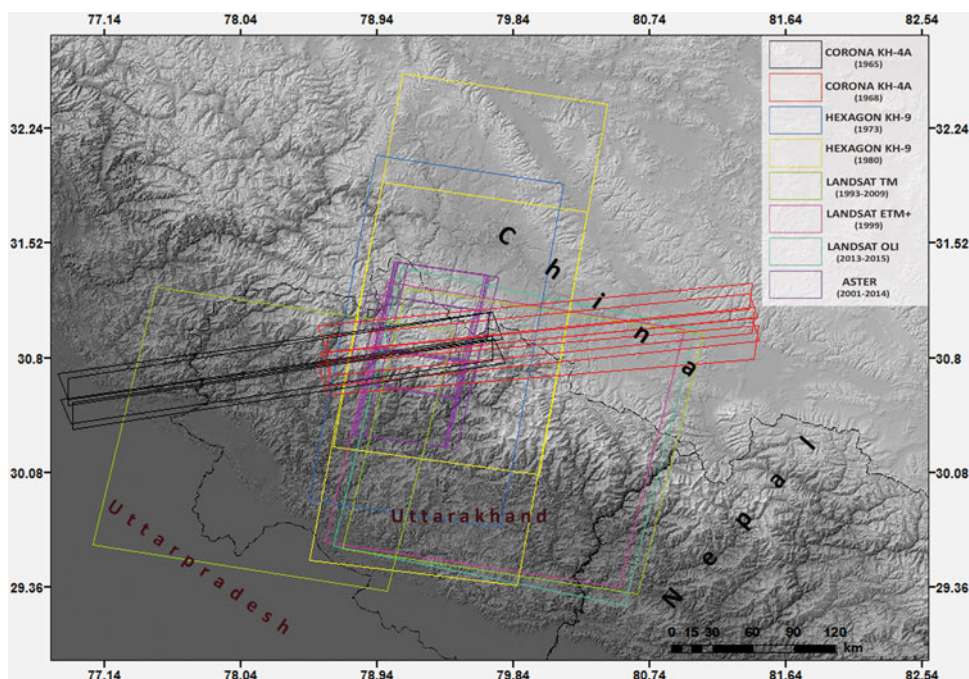 77.14 78.04 78.94 79.84 80.74 81.64 82.54
CORONA KH-4A
(1965)
CORONA KH-4A
(1968)
HEXAGON KH-9
(1973)
HEXAGON KH-9
(1980)
LANDSAT TM
(1993-2009)
LANDSAT ETM+
(1999)
LANDSAT OLI
(2013-2015)
ASTER
(2001-2014)
32.24 32.24
31.52 31.52
30.8 30.8
30.08 30.08
29.36 29.36
China
Nepal
Uttarakhand
Uttarpradesh
0 15 30 60 90 120
km
77.14 78.04 78.94 79.84 80.74 81.64 82.54